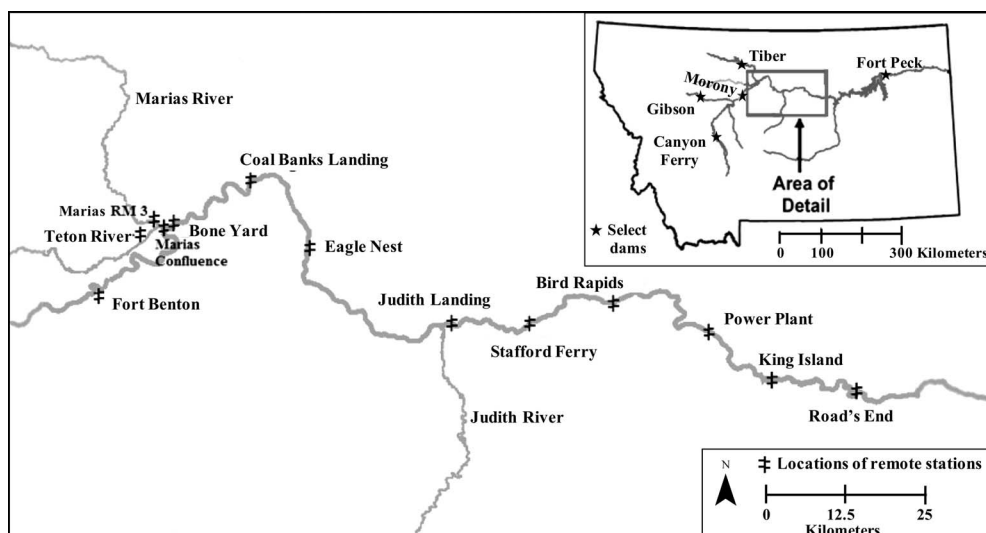 Marias River
Coal Banks Landing
Marias RM 3
Teton River
Bone Yard
Marias
Confluence
Eagle Nest
Fort Benton
Judith Landing
Bird Rapids
Stafford Ferry
Power Plant
King Island
Road's End
Judith River
Tiber
Fort Peck
Morony
Gibson
Canyon
Ferry
Area of
Detail
★ Select
dams
0 100 300 Kilometers
Locations of remote stations
N
0 12.5 25
Kilometers